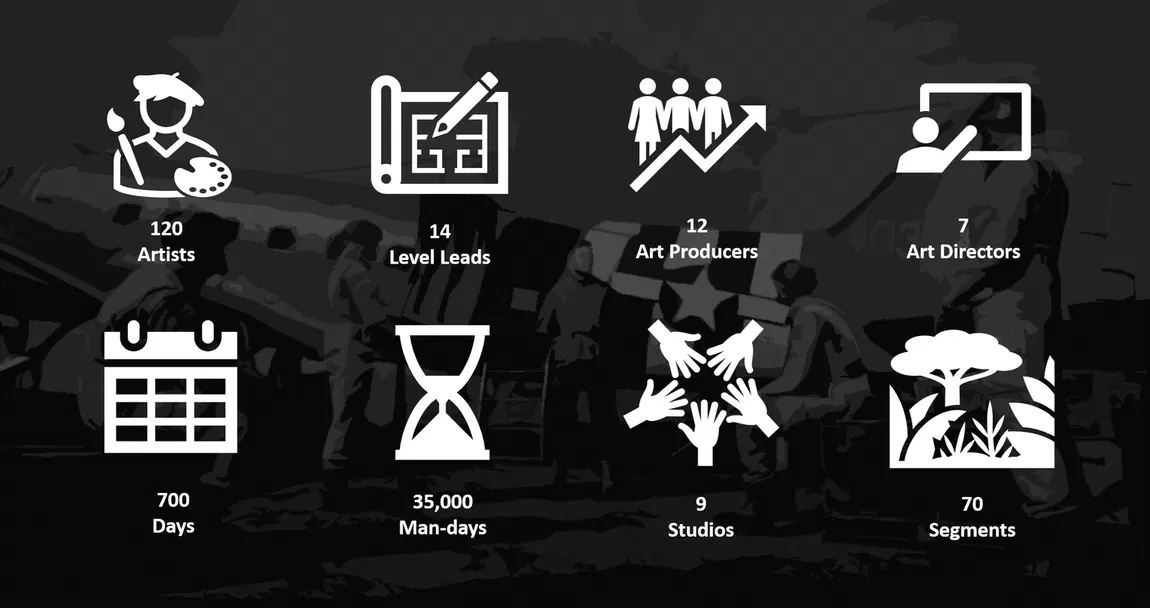 120
Artists
14
Level Leads
12
Art Producers
7
Art Directors
700
Days
35,000
Man-days
9
Studios
70
Segments